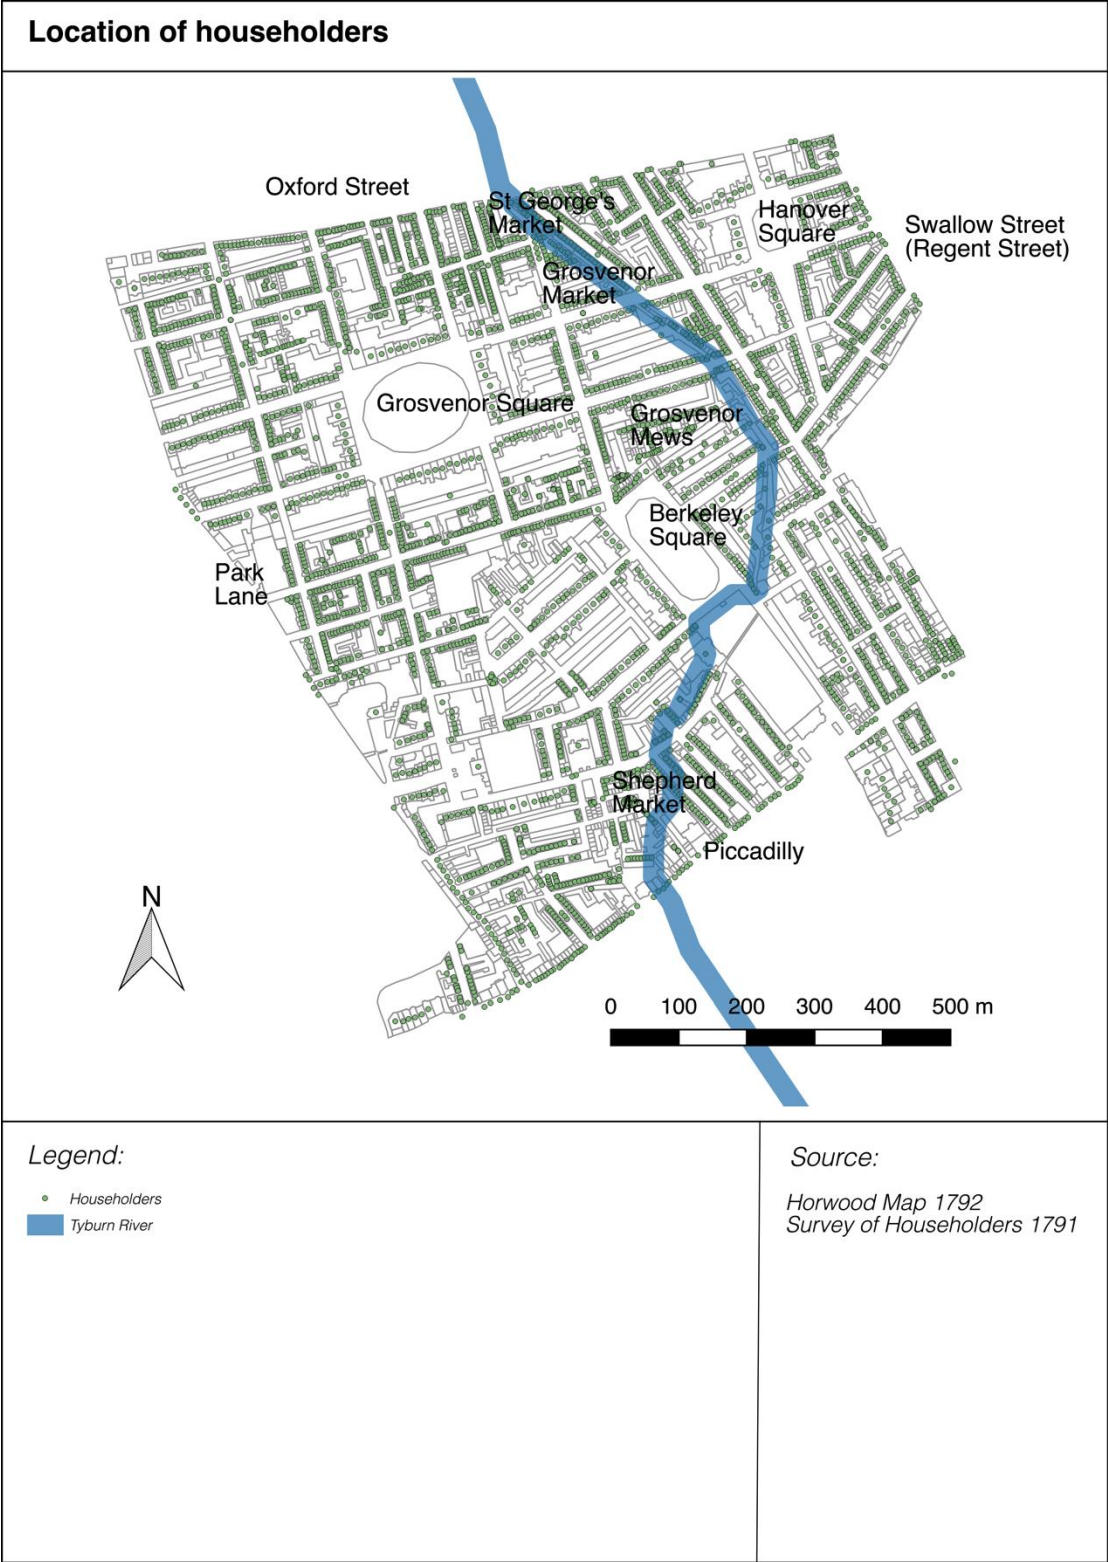 Location of householders
Oxford Street
St George's
Market
Hanover
Square
Swallow Street
(Regent Street)
Grosvenor
Market
Grosvenor Square
Grosvenor
Mews
Berkeley
Square
Park
Lane
Shepherd
Market
Piccadilly
N
0 100 200 300 400 500 m
Legend:
Householders
Tyburn River
Source:
Horwood Map 1792
Survey of Householders 1791